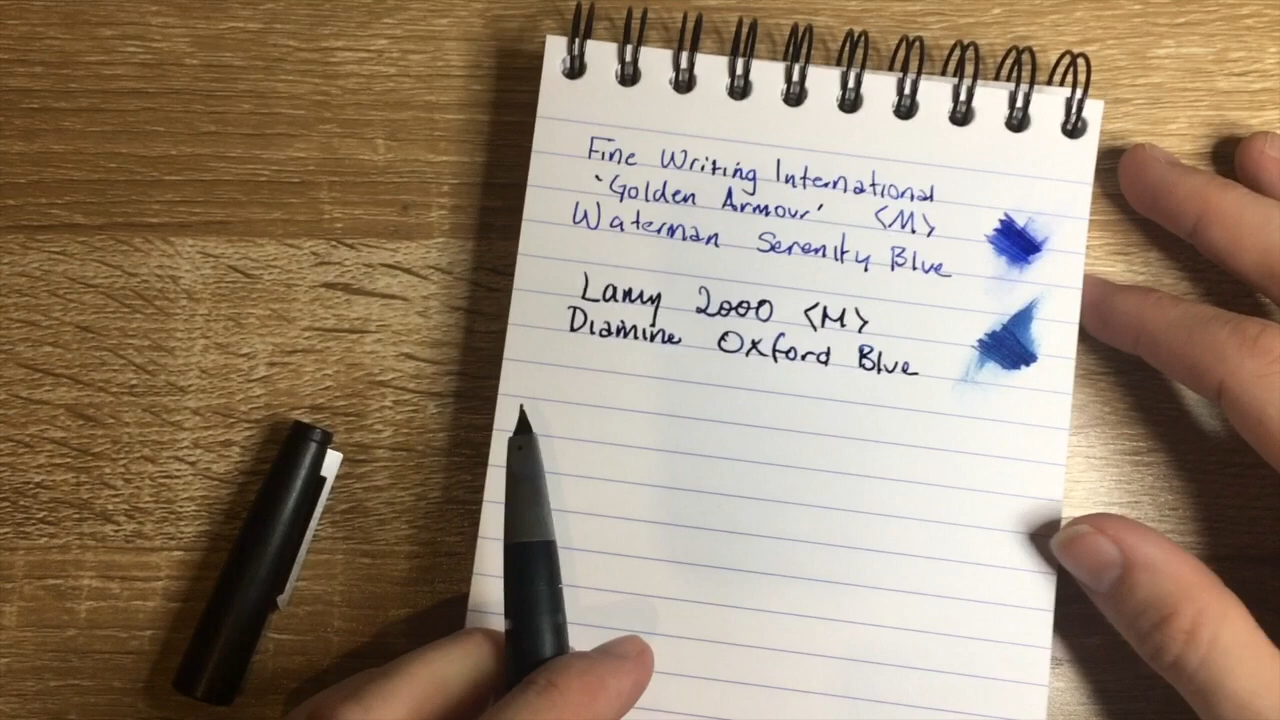 Fine Writing International
'Golden Armour' <M>
Waterman Serenity Blue
Lamy 2000 <M>
Diamine Oxford Blue